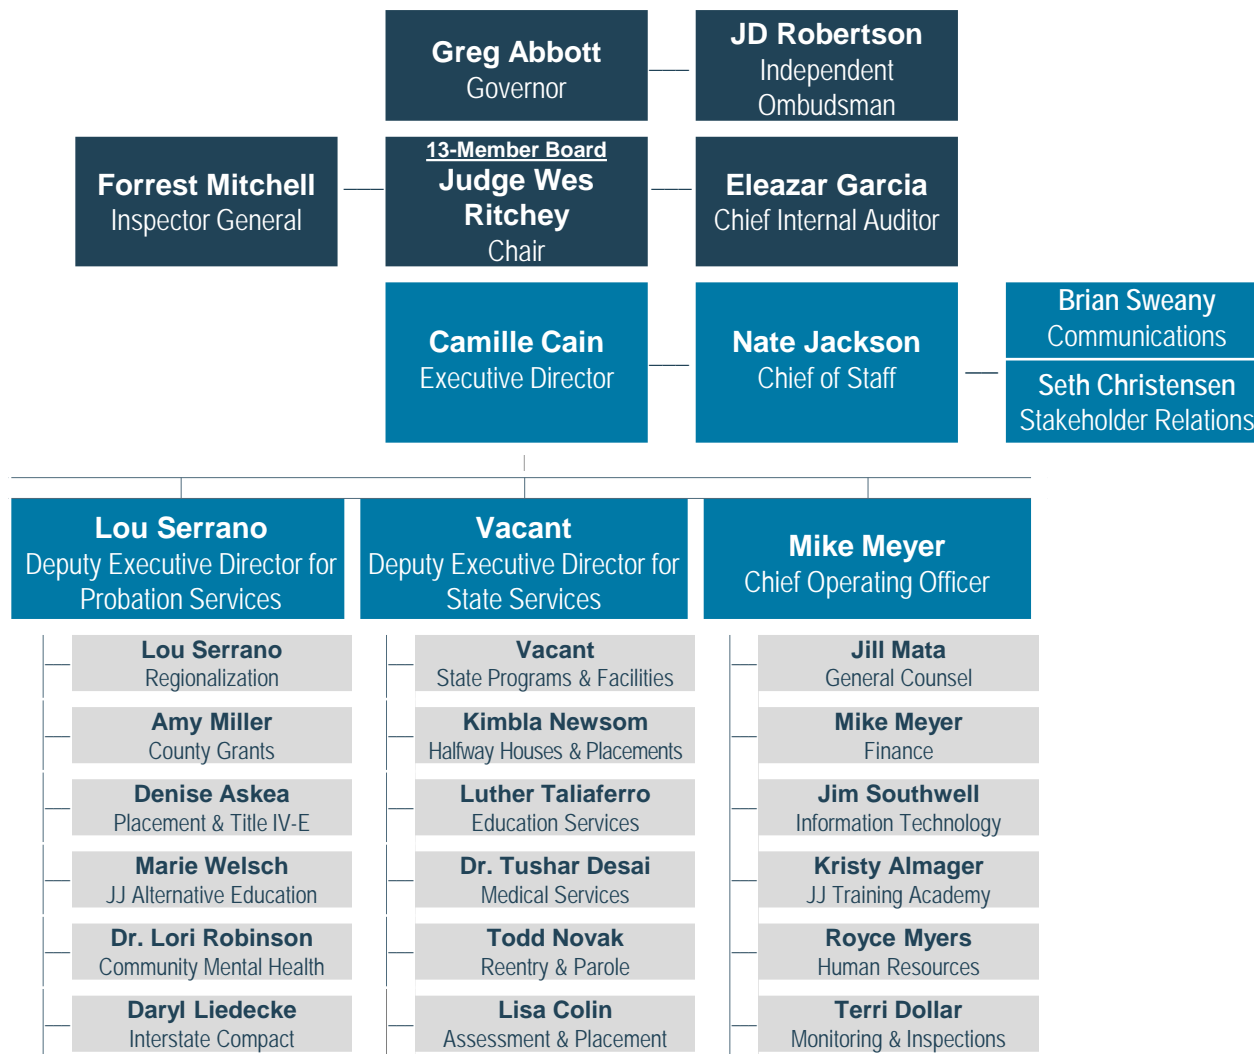 Greg Abbott
Governor
JD Robertson
Independent
Ombudsman
Forrest Mitchell
Inspector General
13-Member Board
Judge Wes
Ritchey
Chair
Eleazar Garcia
Chief Internal Auditor
Camille Cain
Executive Director
Nate Jackson
Chief of Staff
Brian Sweany
Communications
Seth Christensen
Stakeholder Relations
Lou Serrano
Deputy Executive Director for
Probation Services
Vacant
Deputy Executive Director for
State Services
Mike Meyer
Chief Operating Officer
Lou Serrano
Regionalization
Amy Miller
County Grants
Denise Askea
Placement & Title IV-E
Marie Welsch
JJ Alternative Education
Dr. Lori Robinson
Community Mental Health
Daryl Liedecke
Interstate Compact
Vacant
State Programs & Facilities
Kimbla Newsom
Halfway Houses & Placements
Luther Taliaferro
Education Services
Dr. Tushar Desai
Medical Services
Todd Novak
Reentry & Parole
Lisa Colin
Assessment & Placement
Jill Mata
General Counsel
Mike Meyer
Finance
Jim Southwell
Information Technology
Kristy Almager
JJ Training Academy
Royce Myers
Human Resources
Terri Dollar
Monitoring & Inspections